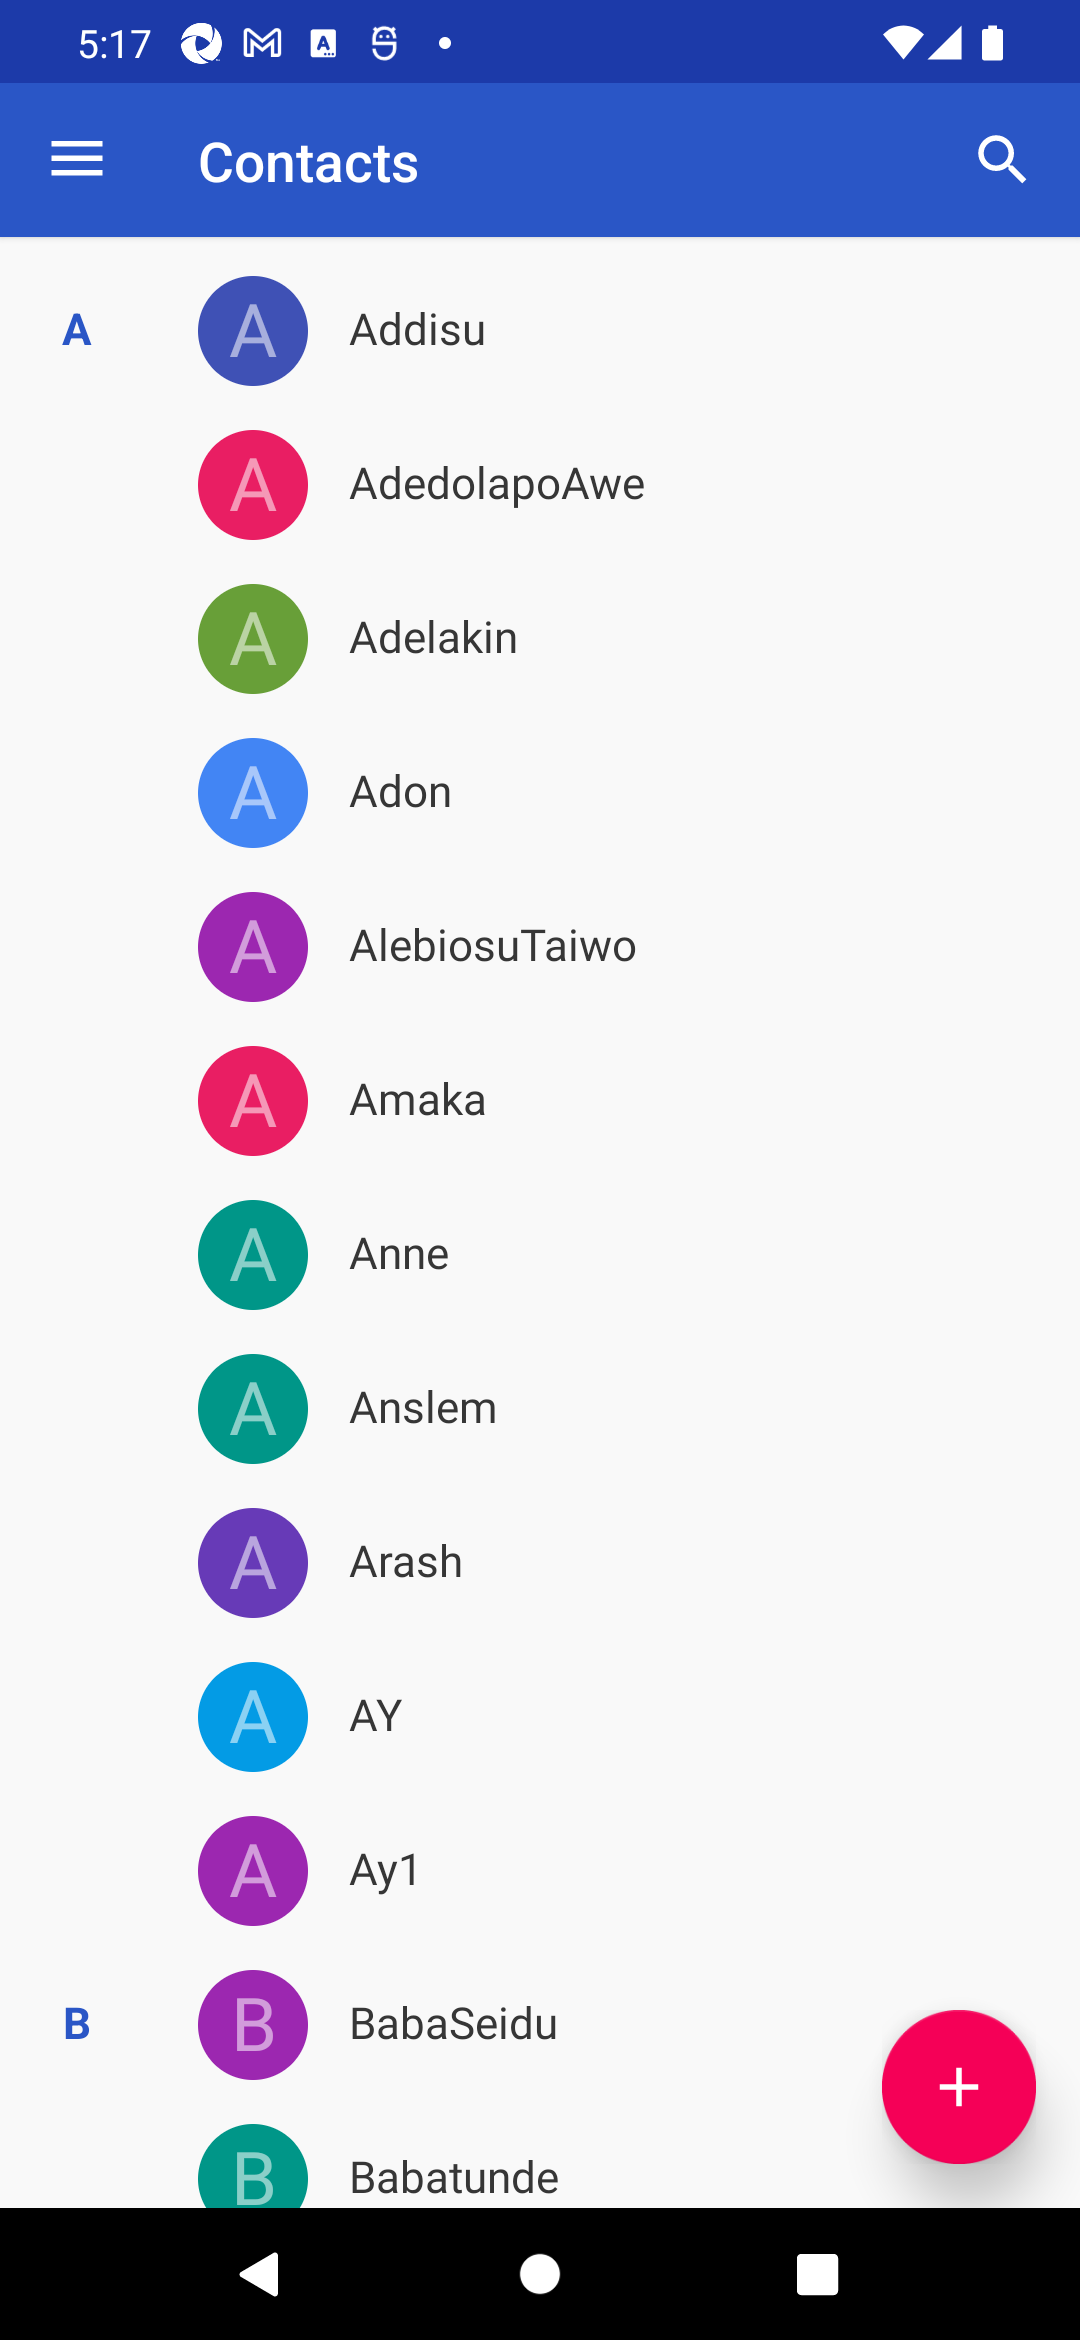 5:17
Contacts
A
A Addisu
A AdedolapoAwe
A Adelakin
A Adon
A AlebiosuTaiwo
A Amaka
A Anne
A Anslem
A Arash
A AY
A Ay1
B
B BabaSeidu
B Babatunde